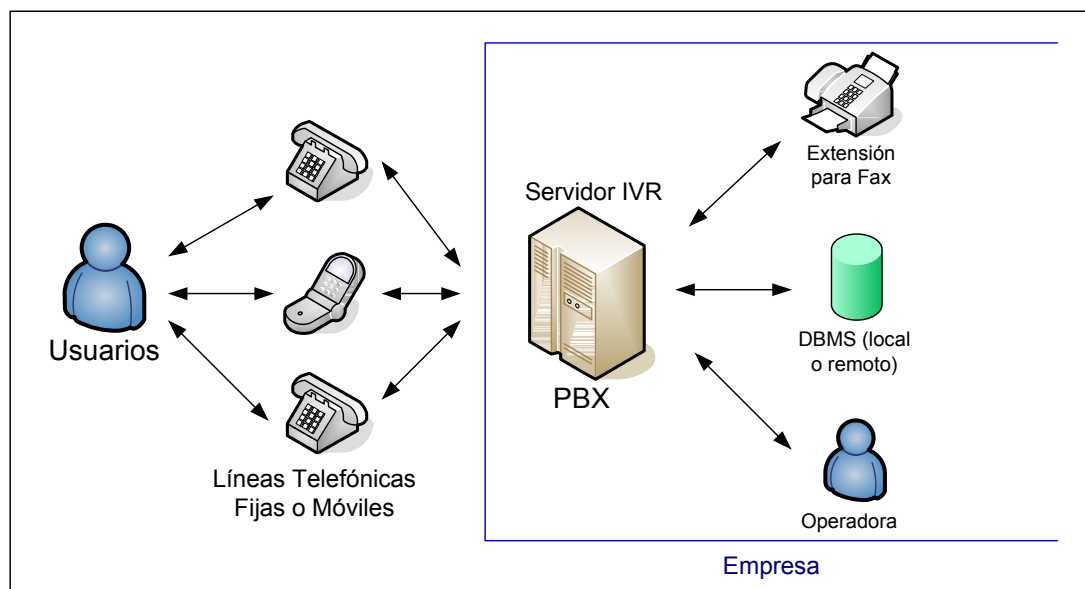 Usuarios
Líneas Telefónicas
Fijas o Móviles
Servidor IVR
PBX
Extensión
para Fax
DBMS (local
o remoto)
Operadora
Empresa